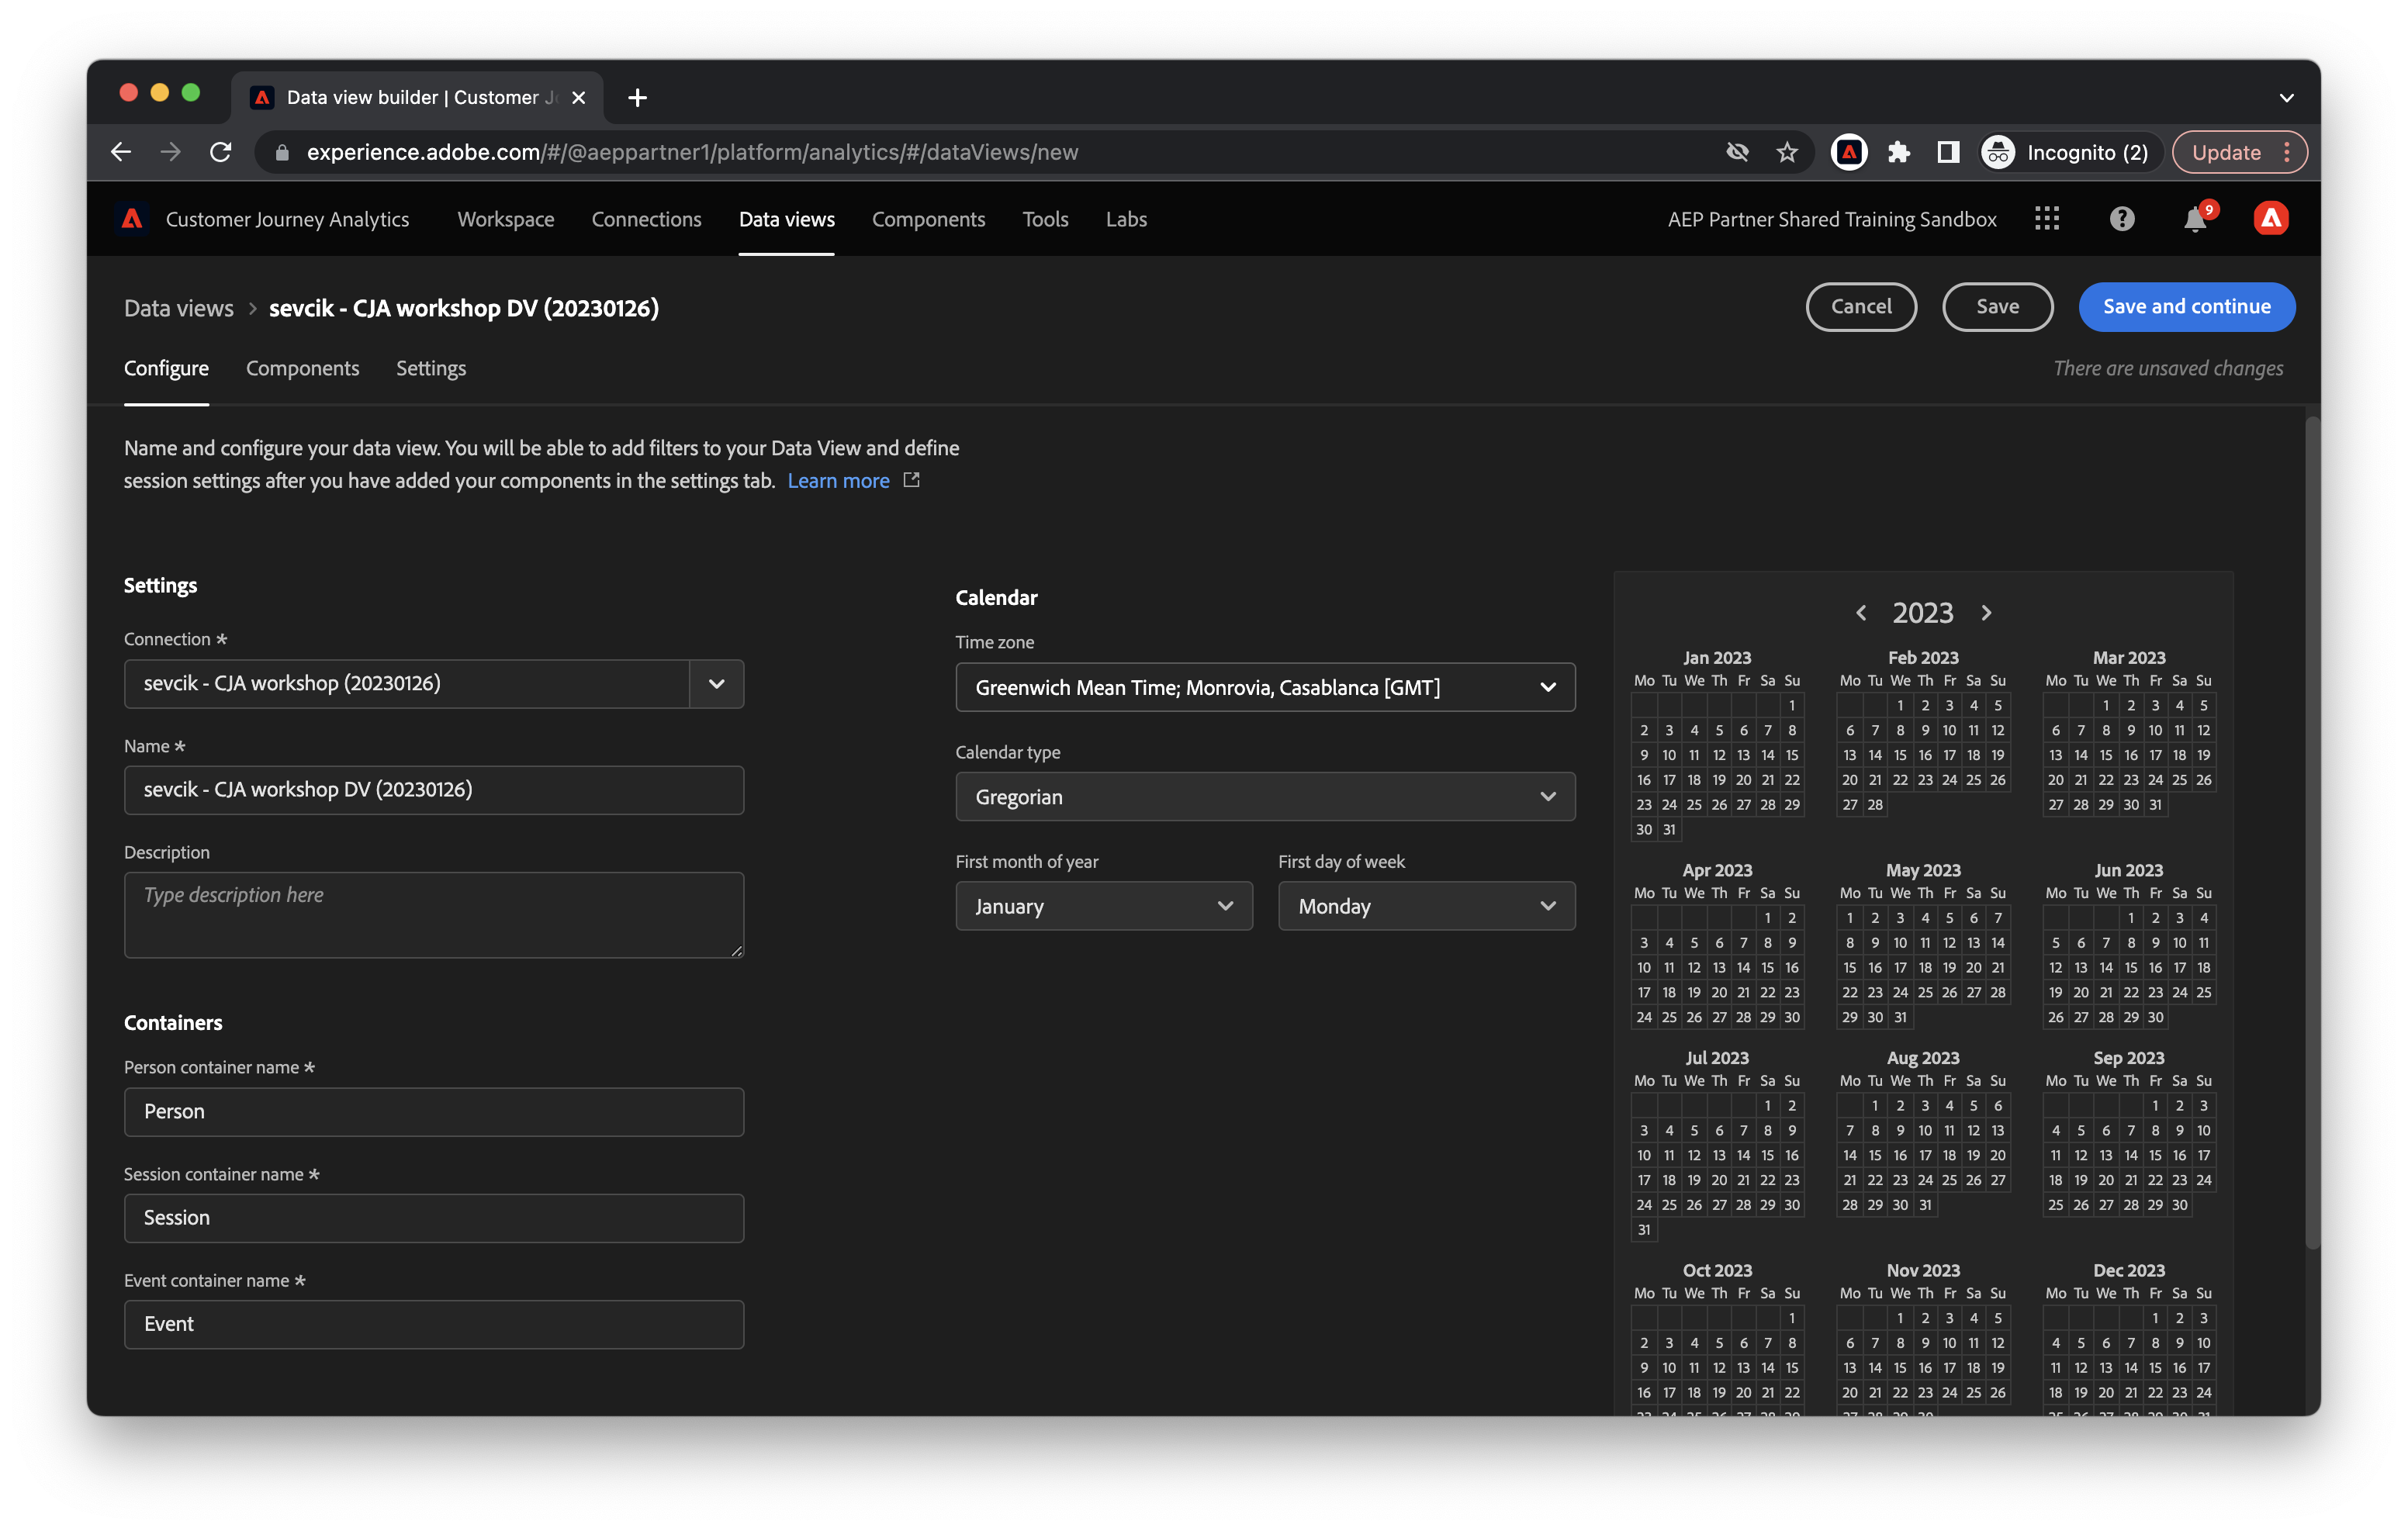 Data view builder | Customer
experience.adobe.com/#/@aeppartner1/platform/analytics/#/dataViews/new
Incognito (2)
Update
Customer Journey Analytics
Workspace
Connections
Data views
Components
Tools
Labs
AEP Partner Shared Training Sandbox
9
Data views > sevcik - CJA workshop DV (20230126)
Cancel
Save
Save and continue
Configure
Components
Settings
There are unsaved changes
Name and configure your data view. You will be able to add filters to your Data View and define
session settings after you have added your components in the settings tab. Learn more
Settings
Connection *
sevcik - CJA workshop (20230126)
Name *
sevcik - CJA workshop DV (20230126)
Description
Type description here
Containers
Person container name *
Person
Session container name *
Session
Event container name *
Event
Calendar
Time zone
Greenwich Mean Time; Monrovia, Casablanca [GMT]
Calendar type
Gregorian
First month of year
January
First day of week
Monday
2023
Jan 2023
Mo Tu We Th Fr Sa Su
1
2 3 4 5 6 7 8
9 10 11 12 13 14 15
16 17 18 19 20 21 22
23 24 25 26 27 28 29
30 31
Feb 2023
Mo Tu We Th Fr Sa Su
1 2 3 4 5
6 7 8 9 10 11 12
13 14 15 16 17 18 19
20 21 22 23 24 25 26
27 28
Mar 2023
Mo Tu We Th Fr Sa Su
1 2 3 4 5
6 7 8 9 10 11 12
13 14 15 16 17 18 19
20 21 22 23 24 25 26
27 28 29 30 31
Apr 2023
Mo Tu We Th Fr Sa Su
1 2
3 4 5 6 7 8 9
10 11 12 13 14 15 16
17 18 19 20 21 22 23
24 25 26 27 28 29 30
May 2023
Mo Tu We Th Fr Sa Su
1 2 3 4 5 6 7
8 9 10 11 12 13 14
15 16 17 18 19 20 21
22 23 24 25 26 27 28
29 30 31
Jun 2023
Mo Tu We Th Fr Sa Su
1 2 3 4
5 6 7 8 9 10 11
12 13 14 15 16 17 18
19 20 21 22 23 24 25
26 27 28 29 30
Jul 2023
Mo Tu We Th Fr Sa Su
1 2
3 4 5 6 7 8 9
10 11 12 13 14 15 16
17 18 19 20 21 22 23
24 25 26 27 28 29 30
31
Aug 2023
Mo Tu We Th Fr Sa Su
1 2 3 4 5 6
7 8 9 10 11 12 13
14 15 16 17 18 19 20
21 22 23 24 25 26 27
28 29 30 31
Sep 2023
Mo Tu We Th Fr Sa Su
1 2 3
4 5 6 7 8 9 10
11 12 13 14 15 16 17
18 19 20 21 22 23 24
25 26 27 28 29 30
Oct 2023
Mo Tu We Th Fr Sa Su
1
2 3 4 5 6 7 8
9 10 11 12 13 14 15
16 17 18 19 20 21 22
Nov 2023
Mo Tu We Th Fr Sa Su
1 2 3 4 5
6 7 8 9 10 11 12
13 14 15 16 17 18 19
20 21 22 23 24 25 26
Dec 2023
Mo Tu We Th Fr Sa Su
1 2 3
4 5 6 7 8 9 10
11 12 13 14 15 16 17
18 19 20 21 22 23 24